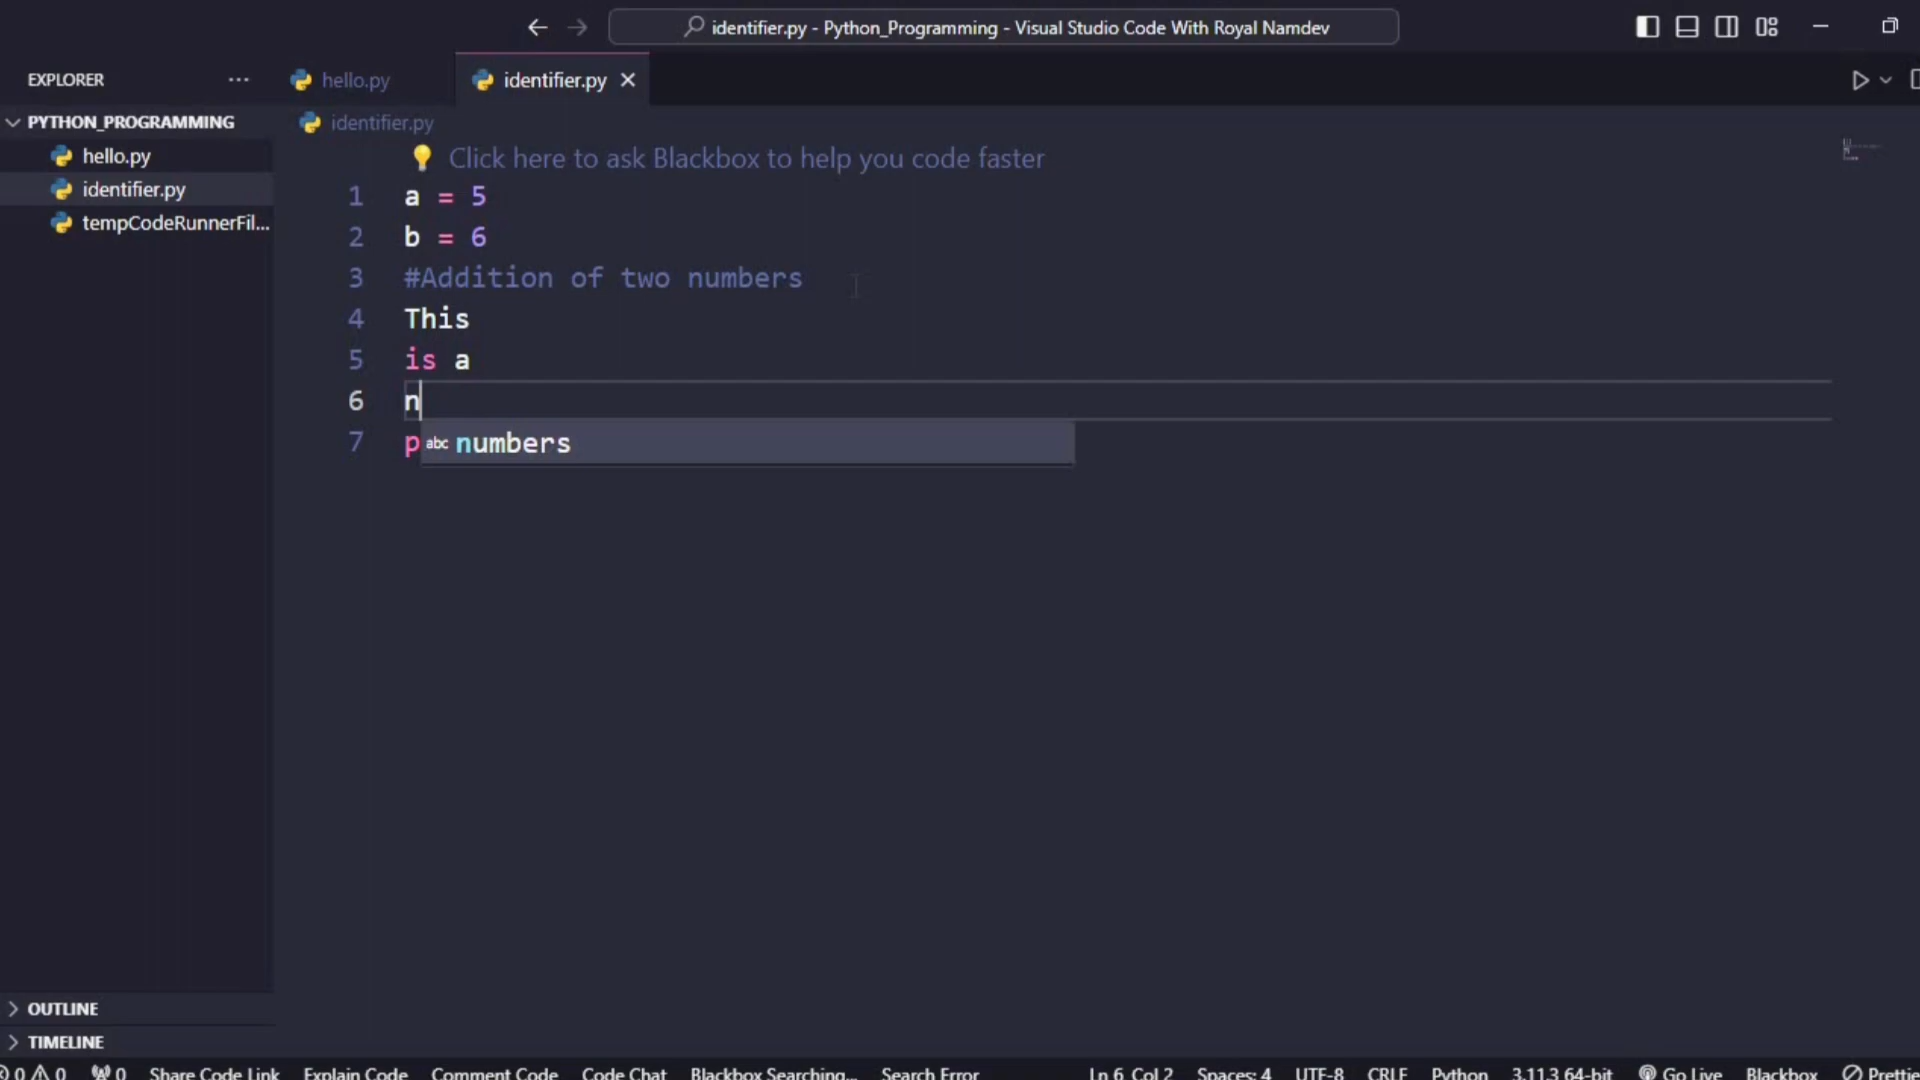 identifier.py - Python_Programming - Visual Studio Code With Royal Namdev
EXPLORER ...
hello.py
identifier.py
PYTHON_PROGRAMMING
identifier.py
hello.py
identifier.py
tempCodeRunnerFil...
Click here to ask Blackbox to help you code faster
1 a = 5
2 b = 6
3 #Addition of two numbers
4 This
5 is a
6 n
7 p abc numbers
OUTLINE
TIMELINE
0 0 0 Share Code Link Explain Code Comment Code Code Chat Blackbox Searching... Search Error Ln 6, Col 2 Spaces: 4 UTF-8 CRLF Python 3.11.3 64-bit Go Live Blackbox Prettie